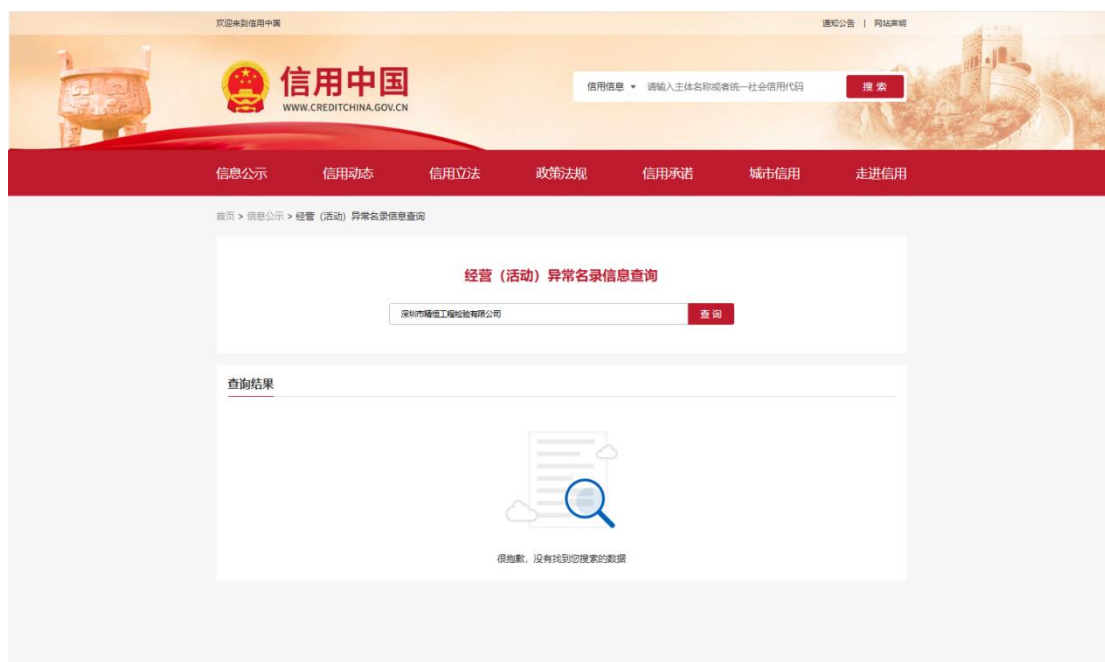 欢迎来到信用中国
通知公告 | 网站声明
信用中国
WWW.CREDITCHINA.GOV.CN
信用信息 请输入主体名称或者统一社会信用代码 搜索
信息公示 信用动态 信用立法 政策法规 信用承诺 城市信用 走进信用
首页 > 信息公示 > 经营（活动）异常名录信息查询
经营（活动）异常名录信息查询
深圳市精恒工程检验有限公司 查询
查询结果
很抱歉，没有找到您搜索的数据